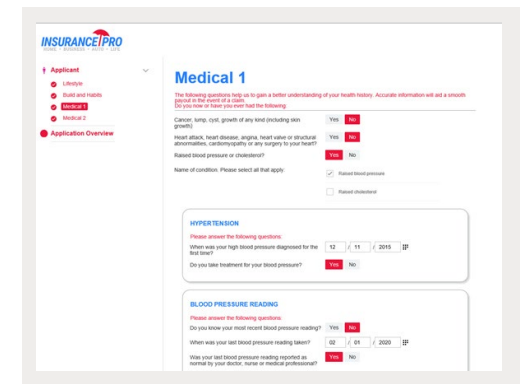 INSURANCE PRO
HOME • BUSINESS • AUTO • LIFE
Applicant
Lifestyle
Build and Habits
Medical 1
Medical 2
Application Overview
Medical 1
The following questions help us to gain a better understanding of your health history. Accurate information will aid a smooth
payout in the event of a claim.
Do you now or have you ever had the following:
Cancer, lump, cyst, growth of any kind (including skin
growth)
Yes No
Heart attack, heart disease, angina, heart valve or structural
abnormalities, cardiomyopathy or any surgery to your heart?
Yes No
Raised blood pressure or cholesterol?
Yes No
Name of condition. Please select all that apply.
Raised blood pressure
Raised cholesterol
HYPERTENSION
Please answer the following questions:
When was your high blood pressure diagnosed for the
first time?
12 / 11 / 2015
Do you take treatment for your blood pressure?
Yes No
BLOOD PRESSURE READING
Please answer the following questions:
Do you know your most recent blood pressure reading?
Yes No
When was your last blood pressure reading taken?
02 / 01 / 2020
Was your last blood pressure reading reported as
normal by your doctor, nurse or medical professional?
Yes No